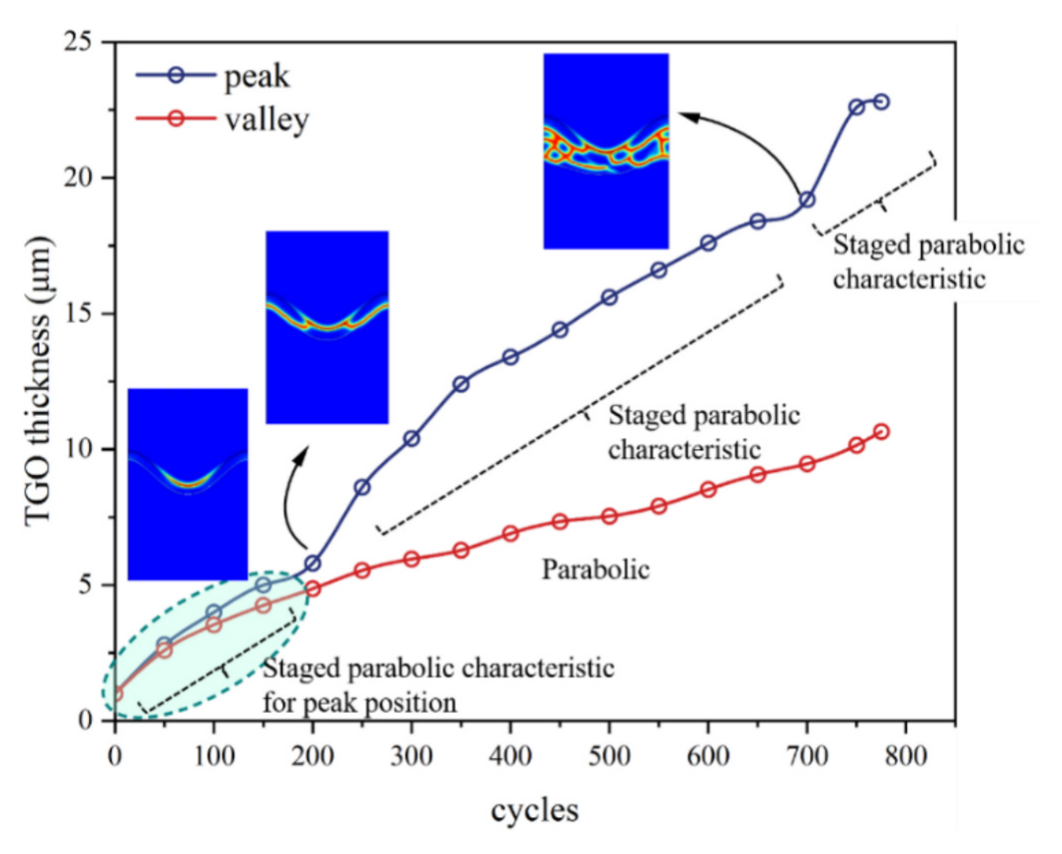 25
peak
valley
20
Staged parabolic
characteristic
15
TGO thickness (μm)
Staged parabolic
characteristic
10
Parabolic
5
Staged parabolic characteristic
for peak position
0
0 100 200 300 400 500 600 700 800
cycles